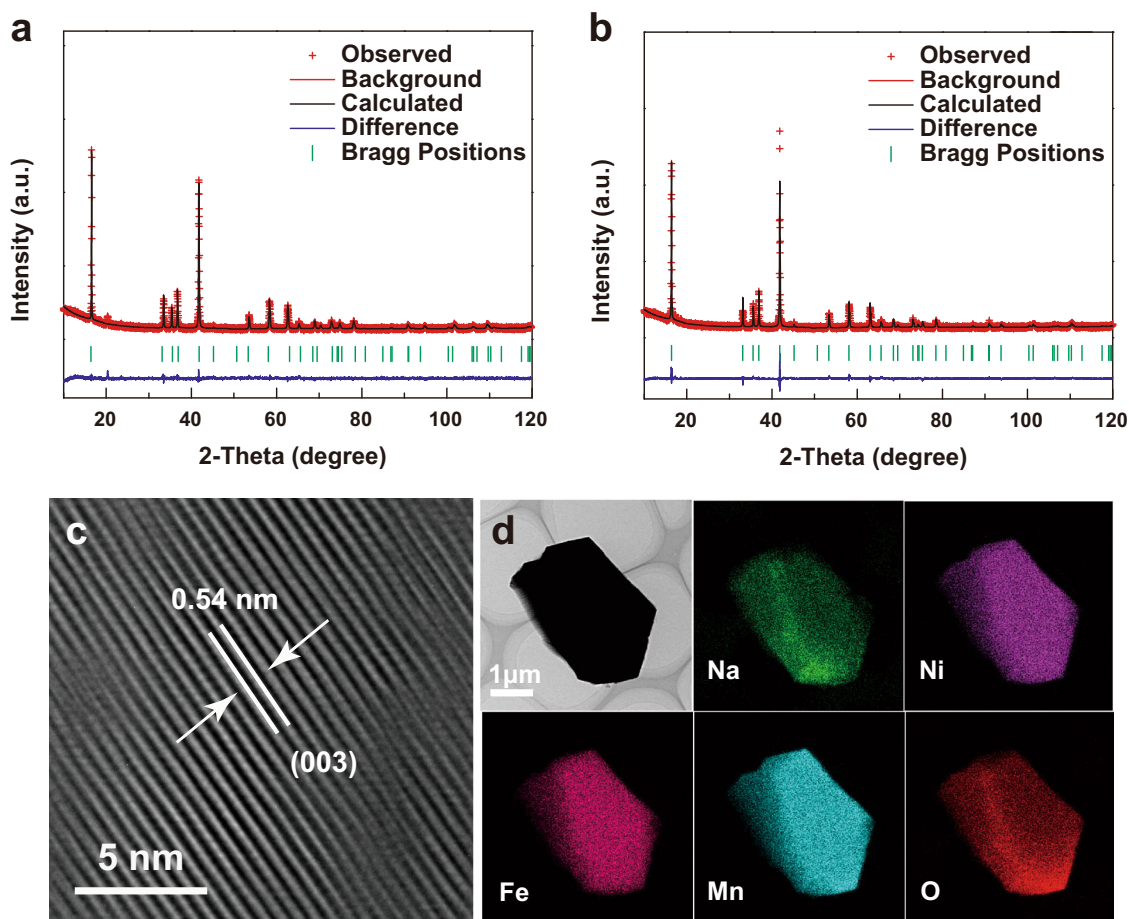 a
Observed
Background
Calculated
Difference
Bragg Positions
Intensity (a.u.)
20 40 60 80 100 120
2-Theta (degree)
b
Observed
Background
Calculated
Difference
Bragg Positions
Intensity (a.u.)
20 40 60 80 100 120
2-Theta (degree)
c
0.54 nm
(003)
5 nm
d
1μm
Na
Ni
Fe
Mn
O